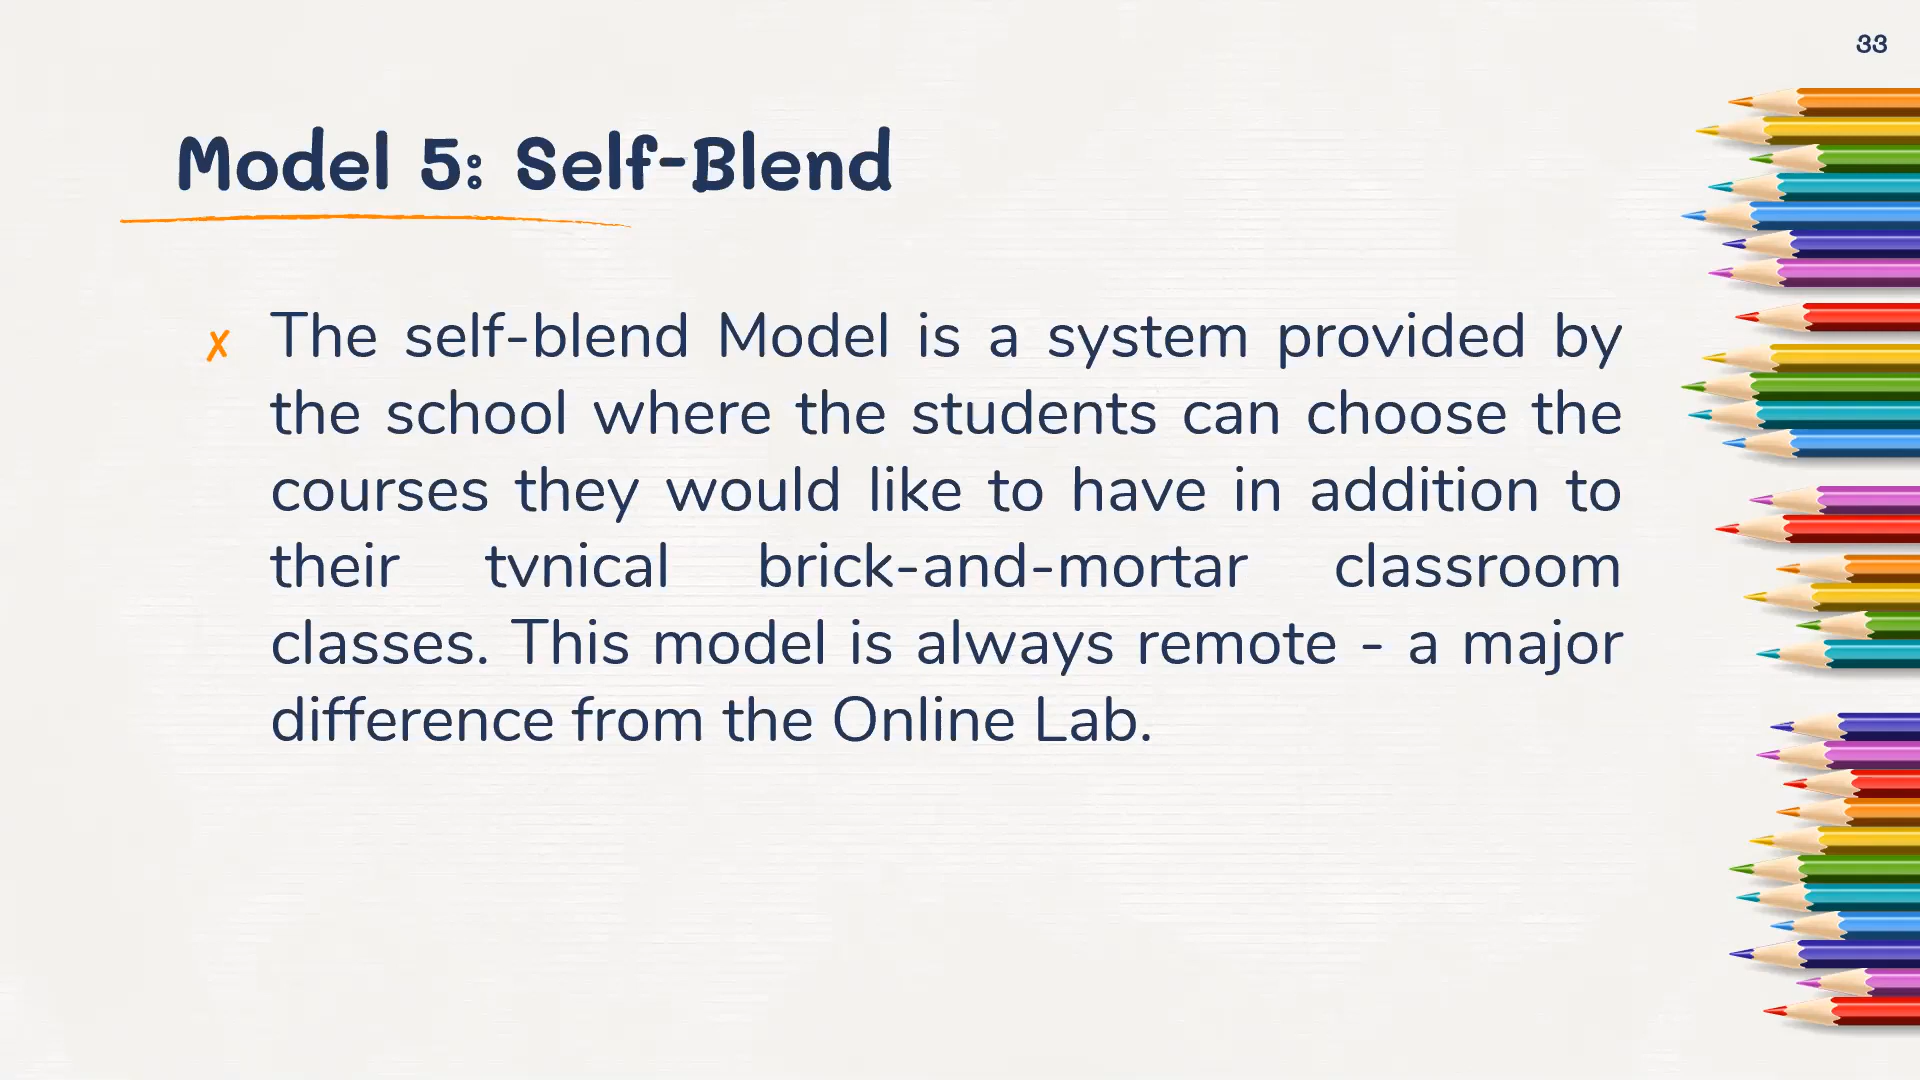 33
Model 5: Self-Blend
✗ The self-blend Model is a system provided by
the school where the students can choose the
courses they would like to have in addition to
their tvnical brick-and-mortar classroom
classes. This model is always remote - a major
difference from the Online Lab.